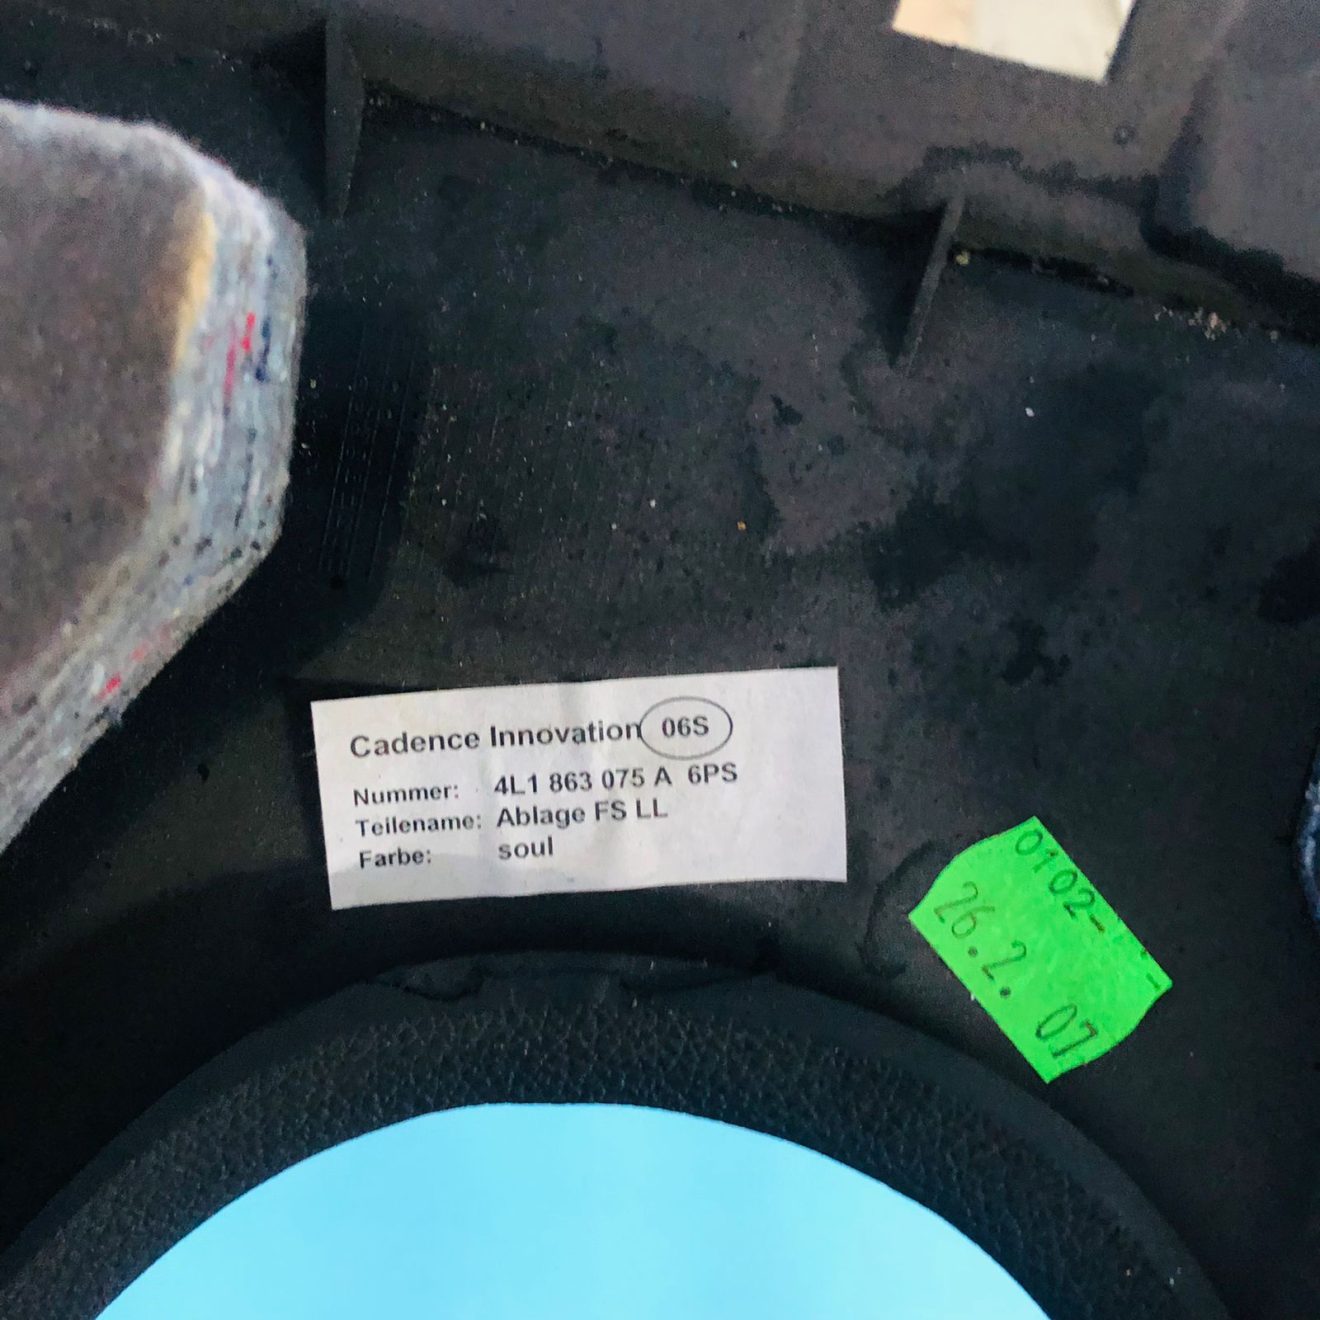 Cadence Innovation 06S
Nummer: 4L1 863 075 A 6PS
Teilename: Ablage FS LL
Farbe: soul
0102-
26.2. 07